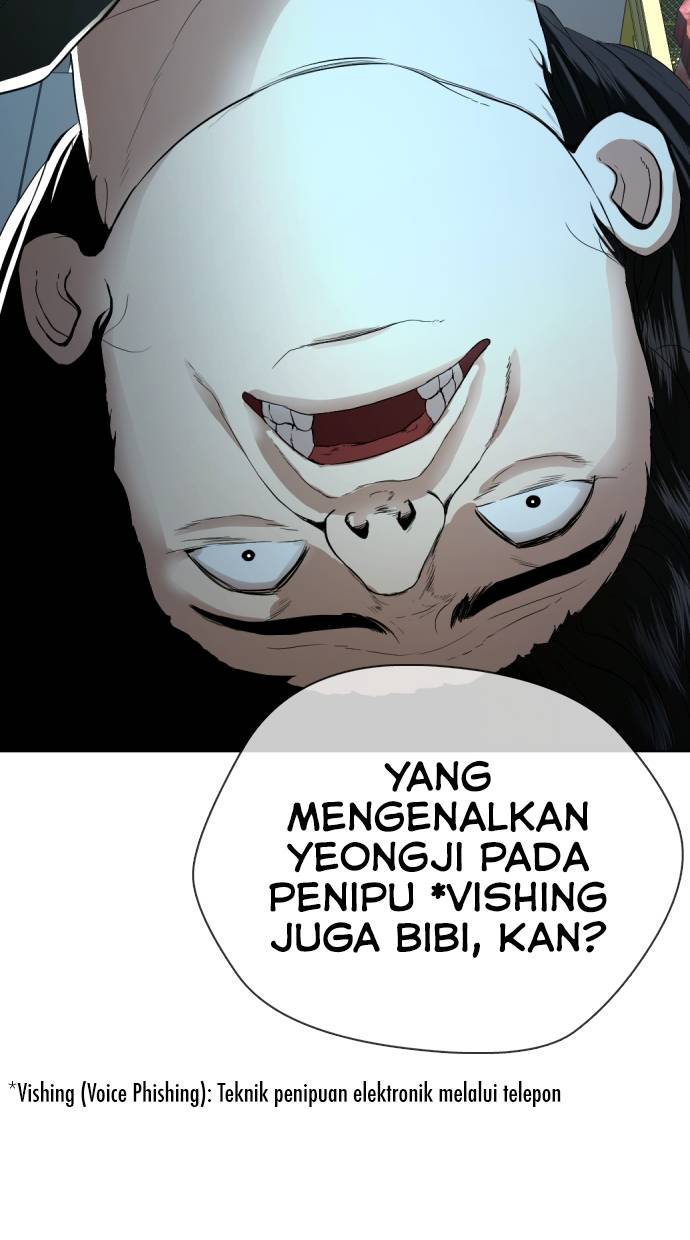 YANG
MENGENALKAN
YEONGJI PADA
PENIPU *VISHING
JUGA BIBI, KAN?
*Vishing (Voice Phishing): Teknik penipuan elektronik melalui telepon